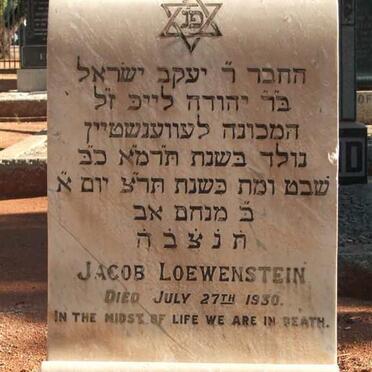 פנ
החבר ר׳ יעקב ישראל
ב״ר יהודה לייב ז״ל
המכונה לעווענשטיין
נולד בשנת תרמ״א כ״ב
שבט ומת בשנת תר״צ יום א׳
ב׳ מנחם אב
ת נ צ ב ה
JACOB LOEWENSTEIN
DIED JULY 27TH 1930.
IN THE MIDST OF LIFE WE ARE IN DEATH.